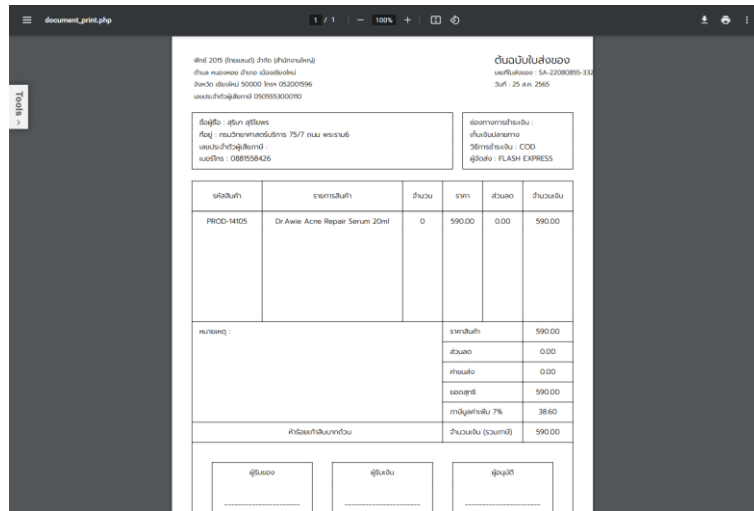 document_print.php
1 / 1
100%
Tools
พักซ์ 2015 (ไทยแลนด์) จำกัด (สำนักงานใหญ่)
ตำบล หนองหอย อำเภอ เมืองเชียงใหม่
จังหวัด เชียงใหม่ 50000 โทรฯ 052001596
เลขประจำตัวผู้เสียภาษี 0505553000110
ต้นฉบับใบส่งของ
เลขที่ใบส่งของ : SA-22080855-332
วันที่ : 25 ส.ค. 2565
ชื่อผู้ซื้อ : สุริษา สุริยพร
ที่อยู่ : กรมวิทยาศาสตร์บริการ 75/7 ถนน พระราม6
เลขประจำตัวผู้เสียภาษี :
เบอร์โทร : 0881558426
ช่องทางการชำระเงิน :
เก็บเงินปลายทาง
วิธีการชำระเงิน : COD
ผู้จัดส่ง : FLASH EXPRESS
รหัสสินค้า รายการสินค้า จำนวน ราคา ส่วนลด จำนวนเงิน
PROD-14105 Dr.Awie Acne Repair Serum 20ml 0 590.00 0.00 590.00
หมายเหตุ :
ราคาสินค้า 590.00
ส่วนลด 0.00
ค่าขนส่ง 0.00
ยอดสุทธิ 590.00
ภาษีมูลค่าเพิ่ม 7% 38.60
ห้าร้อยเก้าสิบบาทถ้วน จำนวนเงิน (รวมภาษี) 590.00
ผู้รับของ ผู้รับเงิน ผู้อนุมัติ